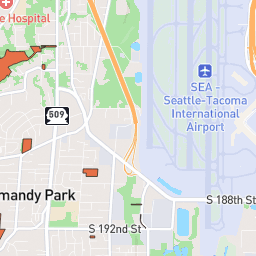 e Hospital
509
SEA -
Seattle-Tacoma
International
Airport
mandy Park
S 188th St
S 192nd St